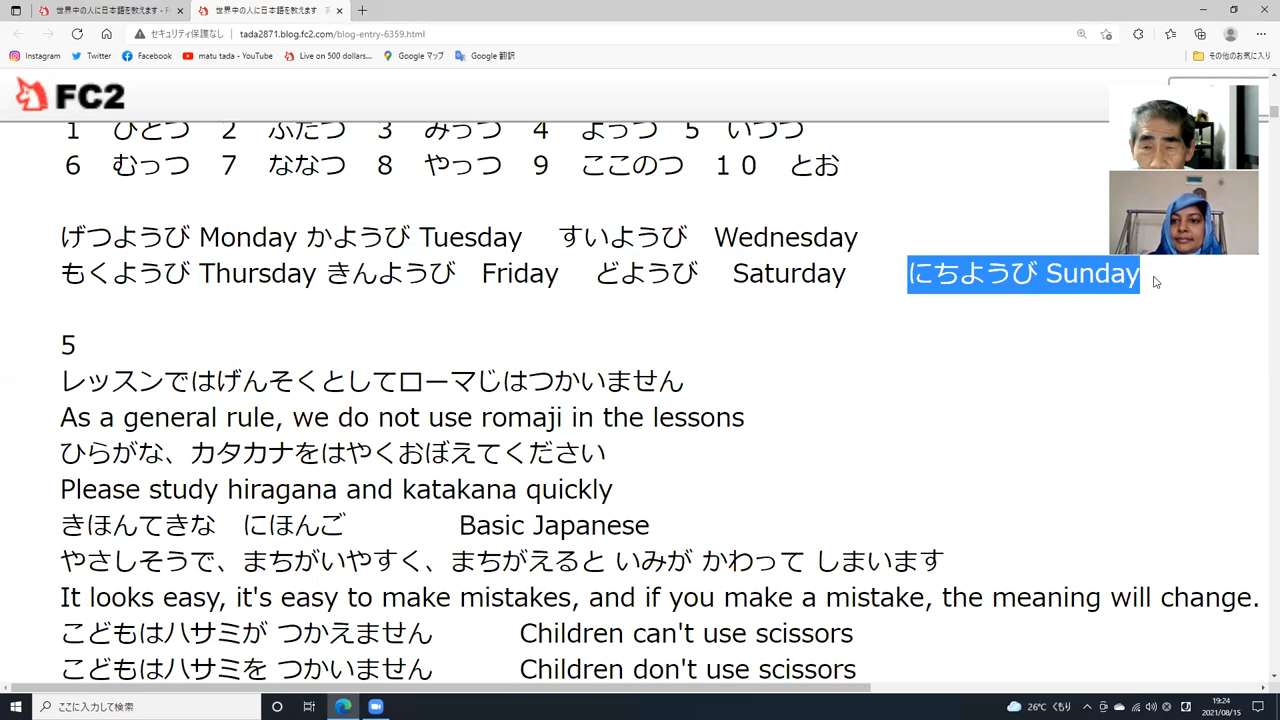 世界中の人に日本語を教えます - F
世界中の人に日本語を教えます
セキュリティ保護なし | tada2871.blog.fc2.com/blog-entry-6359.html
Instagram Twitter Facebook matu tada - YouTube Live on 500 dollars... Google マップ Google 翻訳 その他のお気に入り
FC2
1 ひとつ 2 ふたつ 3 みっつ 4 よっつ 5 いつつ
6 むっつ 7 ななつ 8 やっつ 9 ここのつ １０ とお
げつようび Monday かようび Tuesday すいようび Wednesday
もくようび Thursday きんようび Friday どようび Saturday にちようび Sunday
5
レッスンではげんそくとしてローマじはつかいません
As a general rule, we do not use romaji in the lessons
ひらがな、カタカナをはやくおぼえてください
Please study hiragana and katakana quickly
きほんてきな にほんご Basic Japanese
やさしそうで、まちがいやすく、まちがえると いみが かわって しまいます
It looks easy, it's easy to make mistakes, and if you make a mistake, the meaning will change.
こどもはハサミが つかえません Children can't use scissors
こどもはハサミを つかいません Children don't use scissors
ここに入力して検索 26°C くもり 19:24
2021/08/15